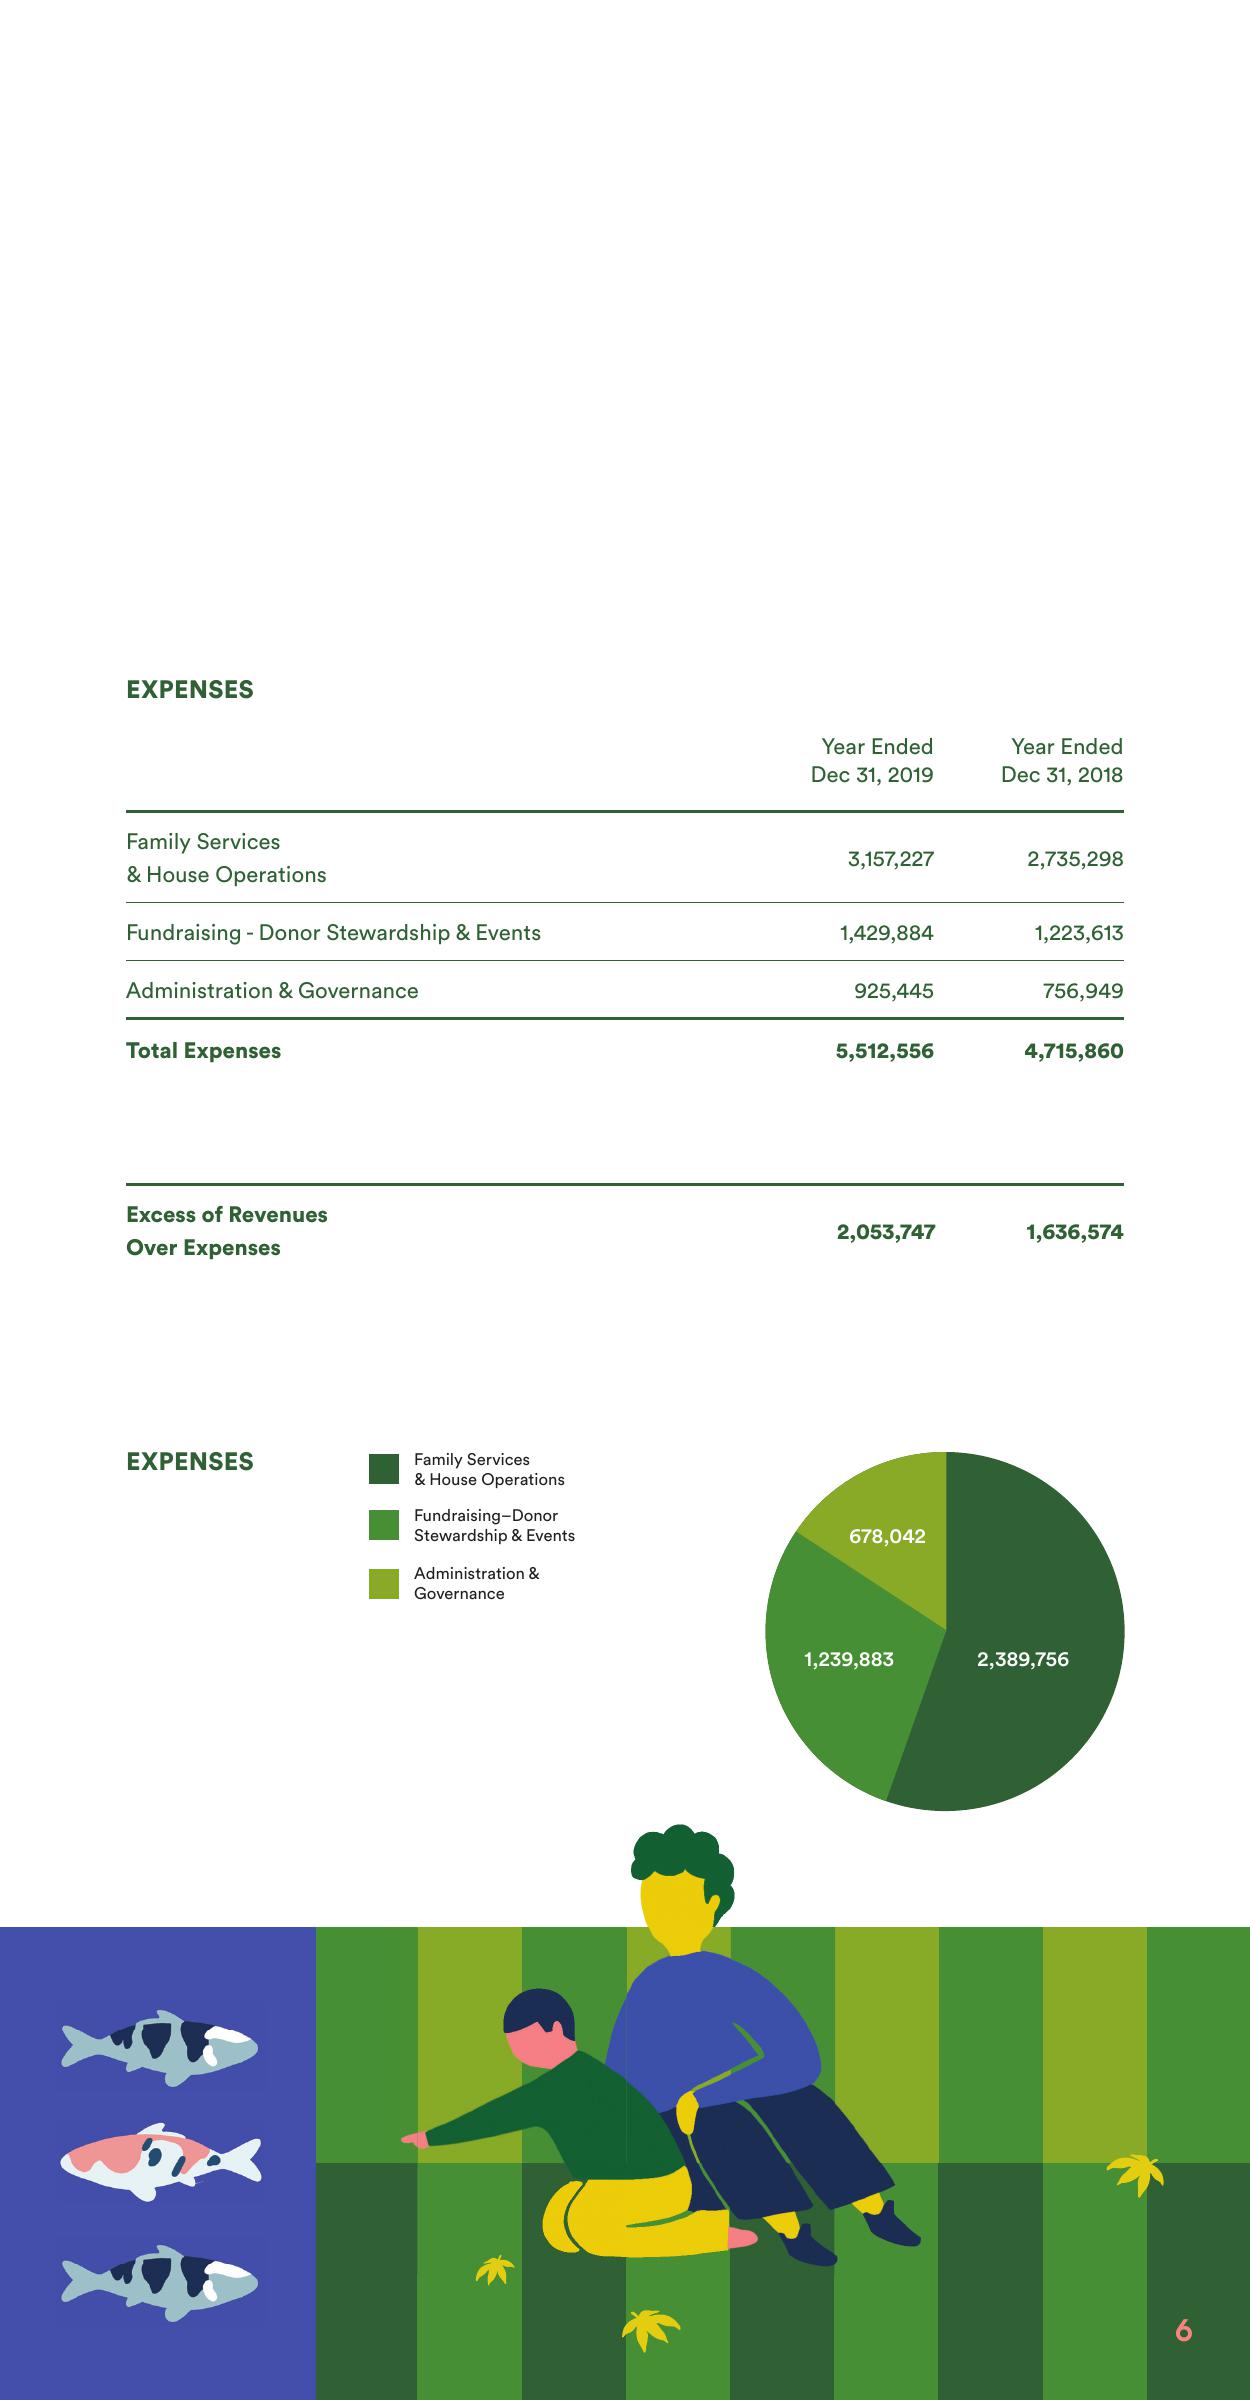 EXPENSES
Year Ended Year Ended
Dec 31, 2019 Dec 31, 2018
Family Services
& House Operations 3,157,227 2,735,298
Fundraising - Donor Stewardship & Events 1,429,884 1,223,613
Administration & Governance 925,445 756,949
Total Expenses 5,512,556 4,715,860
Excess of Revenues
Over Expenses 2,053,747 1,636,574
EXPENSES
Family Services
& House Operations
Fundraising–Donor
Stewardship & Events
Administration &
Governance
678,042
1,239,883
2,389,756
6